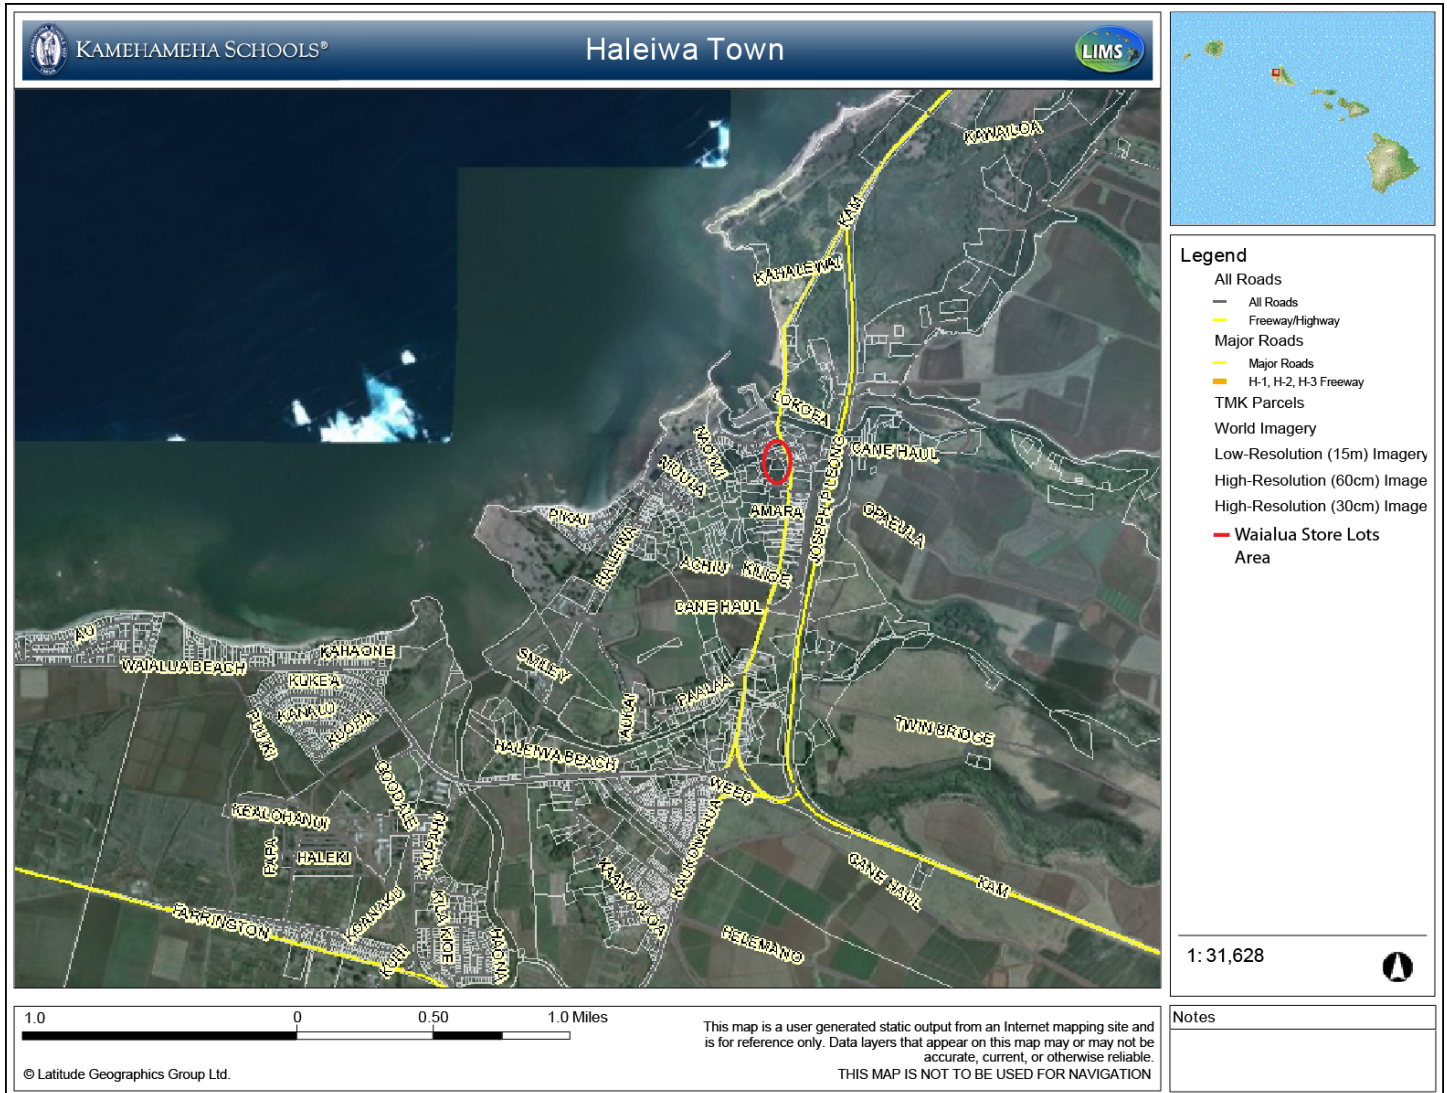 KAMEHAMEHA SCHOOLS®
Haleiwa Town
LIMS
KAWAILOA
KAM
KAHALEWAI
LOKOEA
NAOIWI
CANE HAUL
NIUULA
JOSEPH P LEONG
PIKAI
AMARA
OPAEULA
HALEIWA
ACHIU
KILIOE
CANE HAUL
AU
KAHAONE
WAIALUA BEACH
SMILEY
KUKEA
PAALAA
KANALU
AUKAI
KUOHA
PUUIKI
TWIN BRIDGE
HALEIWA BEACH
WEED
GOODALE
KEALOHANUI
KUPAHU
PAPA
HALEKI
KAUKONAHUA
CANE HAUL
KAM
KAAMOOLOA
KOANAKU
FARRINGTON
HELEMANO
HAONA
Legend
All Roads
All Roads
Freeway/Highway
Major Roads
Major Roads
H-1, H-2, H-3 Freeway
TMK Parcels
World Imagery
Low-Resolution (15m) Imagery
High-Resolution (60cm) Image
High-Resolution (30cm) Image
Waialua Store Lots
Area
1: 31,628
1.0 0 0.50 1.0 Miles
© Latitude Geographics Group Ltd.
This map is a user generated static output from an Internet mapping site and
is for reference only. Data layers that appear on this map may or may not be
accurate, current, or otherwise reliable.
THIS MAP IS NOT TO BE USED FOR NAVIGATION
Notes